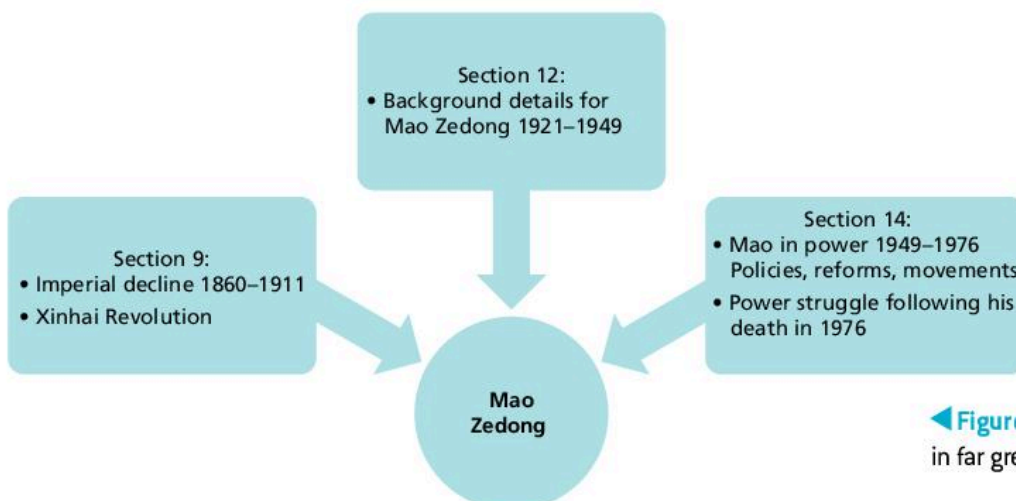 Section 12:
• Background details for
Mao Zedong 1921–1949
Section 9:
• Imperial decline 1860–1911
• Xinhai Revolution
Section 14:
• Mao in power 1949–1976
Policies, reforms, movements
• Power struggle following his
death in 1976
Mao
Zedong
◀Figure
in far gre